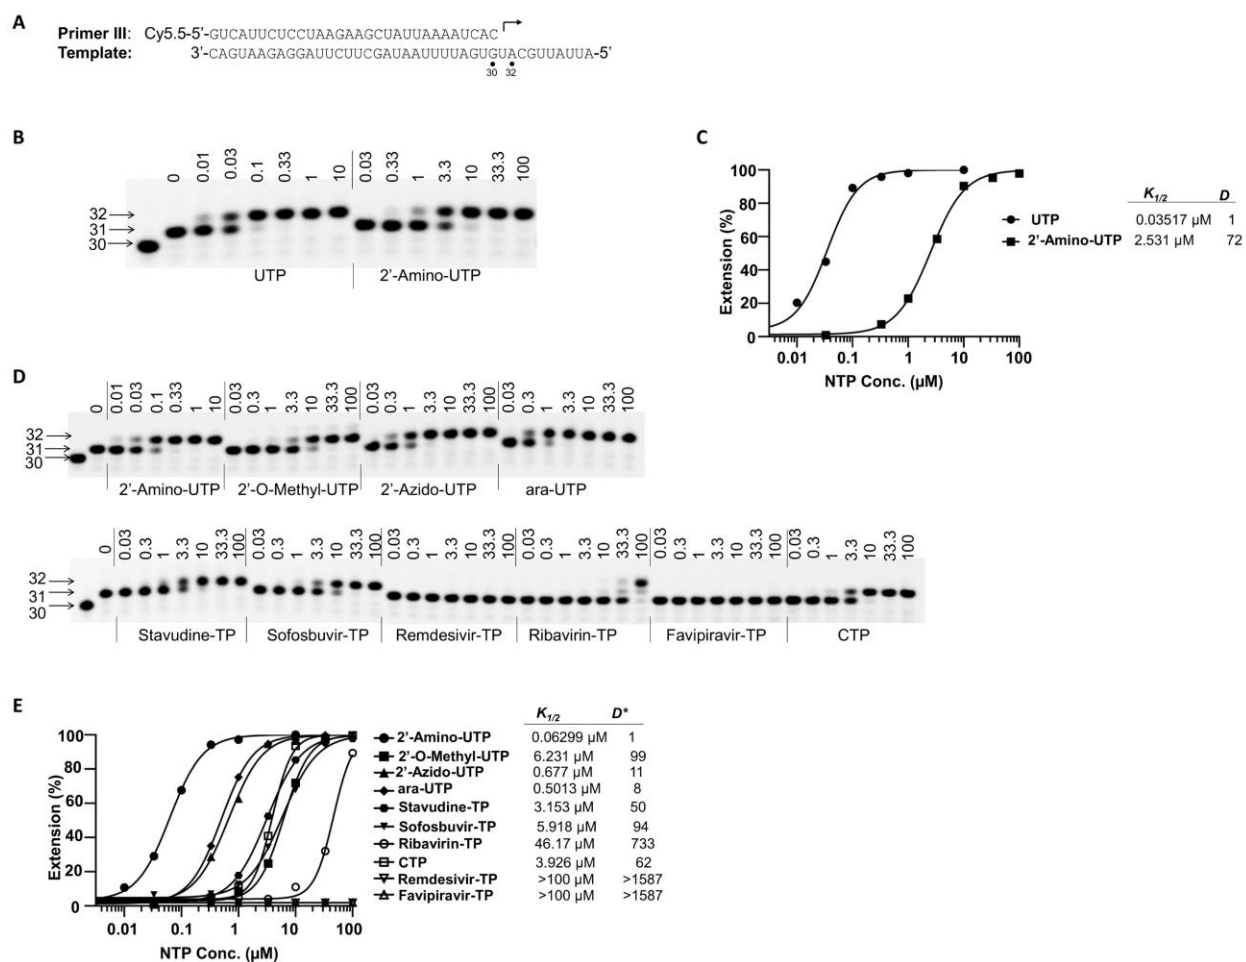 A
Primer III: Cy5.5-5'-GUCAUUCUCCUAAGAAGCUAUUAAAAUCAC
Template: 3'-CAGUAAGAGGAUUCUUCGAUAAUUUUAGUGUACGUUAUUA-5'
30 32
B
0 0.01 0.03 0.1 0.33 1 10 0.03 0.33 1 3.3 10 33.3 100
32
31
30
UTP 2'-Amino-UTP
C
Extension (%)
100
80
60
40
20
0
0.01 0.1 1 10 100
NTP Conc. (µM)
K1/2 D
UTP 0.03517 µM 1
2'-Amino-UTP 2.531 µM 72
D
0 0.01 0.03 0.1 0.33 1 10 0.03 0.3 1 3.3 10 33.3 100 0.03 0.3 1 3.3 10 33.3 100 0.03 0.3 1 3.3 10 33.3 100
32
31
30
2'-Amino-UTP 2'-O-Methyl-UTP 2'-Azido-UTP ara-UTP
0 0.03 0.3 1 3.3 10 33.3 100 0.03 0.3 1 3.3 10 33.3 100 0.03 0.3 1 3.3 10 33.3 100 0.03 0.3 1 3.3 10 33.3 100 0.03 0.3 1 3.3 10 33.3 100 0.03 0.3 1 3.3 10 33.3 100
32
31
30
Stavudine-TP Sofosbuvir-TP Remdesivir-TP Ribavirin-TP Favipiravir-TP CTP
E
Extension (%)
100
80
60
40
20
0
0.01 0.1 1 10 100
NTP Conc. (µM)
K1/2 D*
2'-Amino-UTP 0.06299 µM 1
2'-O-Methyl-UTP 6.231 µM 99
2'-Azido-UTP 0.677 µM 11
ara-UTP 0.5013 µM 8
Stavudine-TP 3.153 µM 50
Sofosbuvir-TP 5.918 µM 94
Ribavirin-TP 46.17 µM 733
CTP 3.926 µM 62
Remdesivir-TP >100 µM >1587
Favipiravir-TP >100 µM >1587